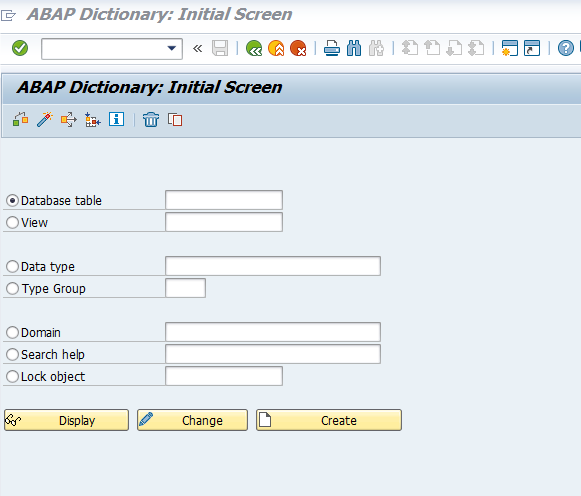 ABAP Dictionary: Initial Screen
ABAP Dictionary: Initial Screen
Database table
View
Data type
Type Group
Domain
Search help
Lock object
Display Change Create